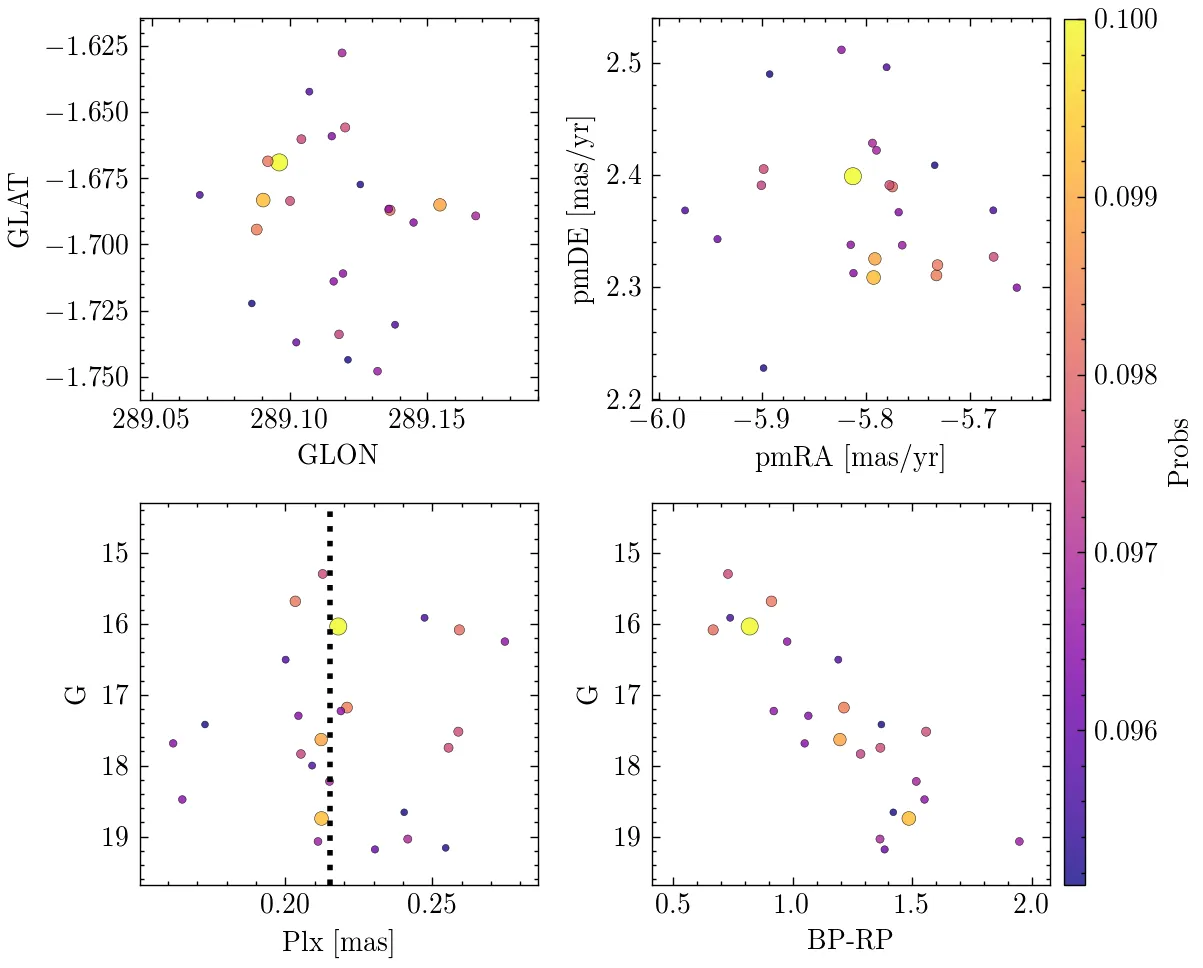 −1.625
−1.650
−1.675
−1.700
−1.725
−1.750
GLAT
289.05 289.10 289.15
GLON
2.5
2.4
2.3
2.2
pmDE [mas/yr]
−6.0 −5.9 −5.8 −5.7
pmRA [mas/yr]
15
16
17
18
19
G
0.20 0.25
Plx [mas]
15
16
17
18
19
G
0.5 1.0 1.5 2.0
BP-RP
0.100
0.099
0.098
0.097
0.096
Probs